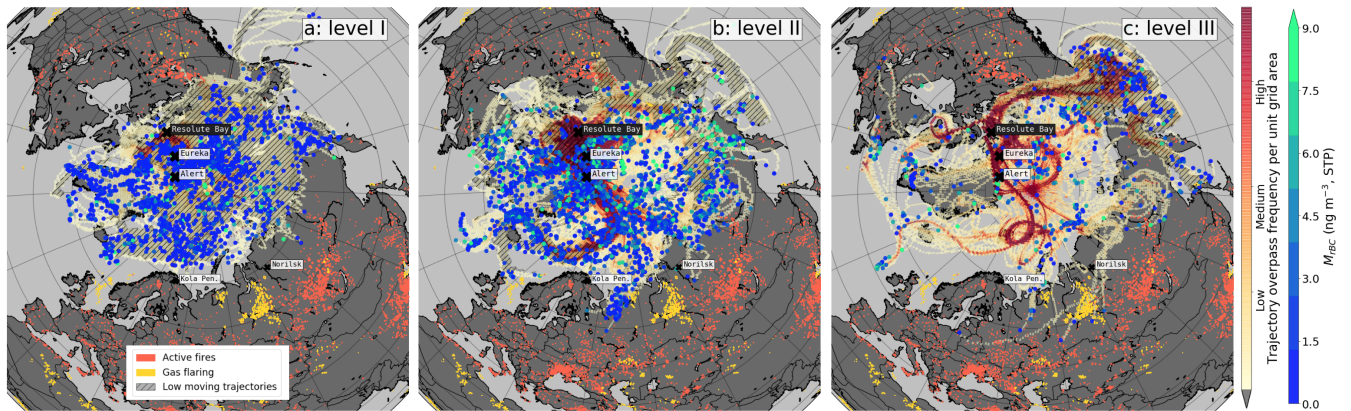 a: level I
Resolute Bay
Eureka
Alert
Norilsk
Kola Pen.
Active fires
Gas flaring
Low moving trajectories
b: level II
Resolute Bay
Eureka
Alert
Norilsk
Kola Pen.
c: level III
Resolute Bay
Eureka
Alert
Norilsk
Kola Pen.
Low Medium High
Trajectory overpass frequency per unit grid area
9.0
7.5
6.0
4.5
3.0
1.5
0.0
M_rBC (ng m⁻³, STP)